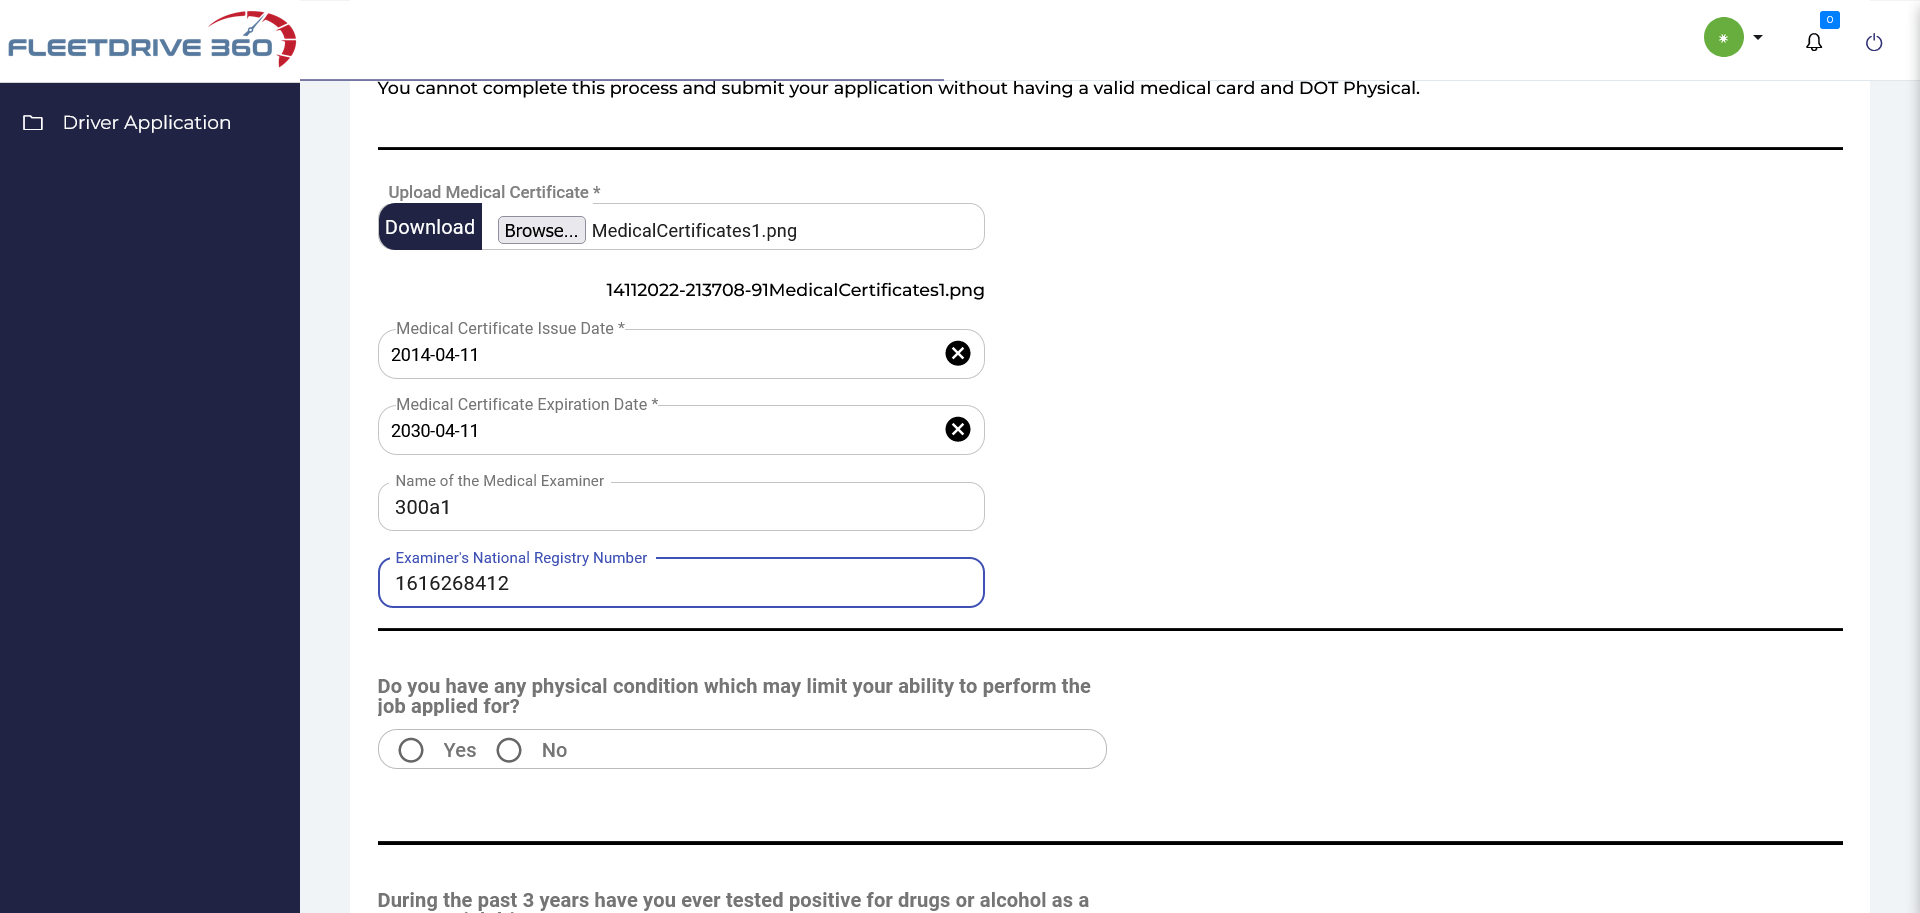 FLEETDRIVE 360
0
Driver Application
You cannot complete this process and submit your application without having a valid medical card and DOT Physical.
Upload Medical Certificate *
Download
Browse... MedicalCertificates1.png
14112022-213708-91MedicalCertificates1.png
Medical Certificate Issue Date *
2014-04-11
Medical Certificate Expiration Date *
2030-04-11
Name of the Medical Examiner
300a1
Examiner's National Registry Number
1616268412
Do you have any physical condition which may limit your ability to perform the
job applied for?
Yes No
During the past 3 years have you ever tested positive for drugs or alcohol as a